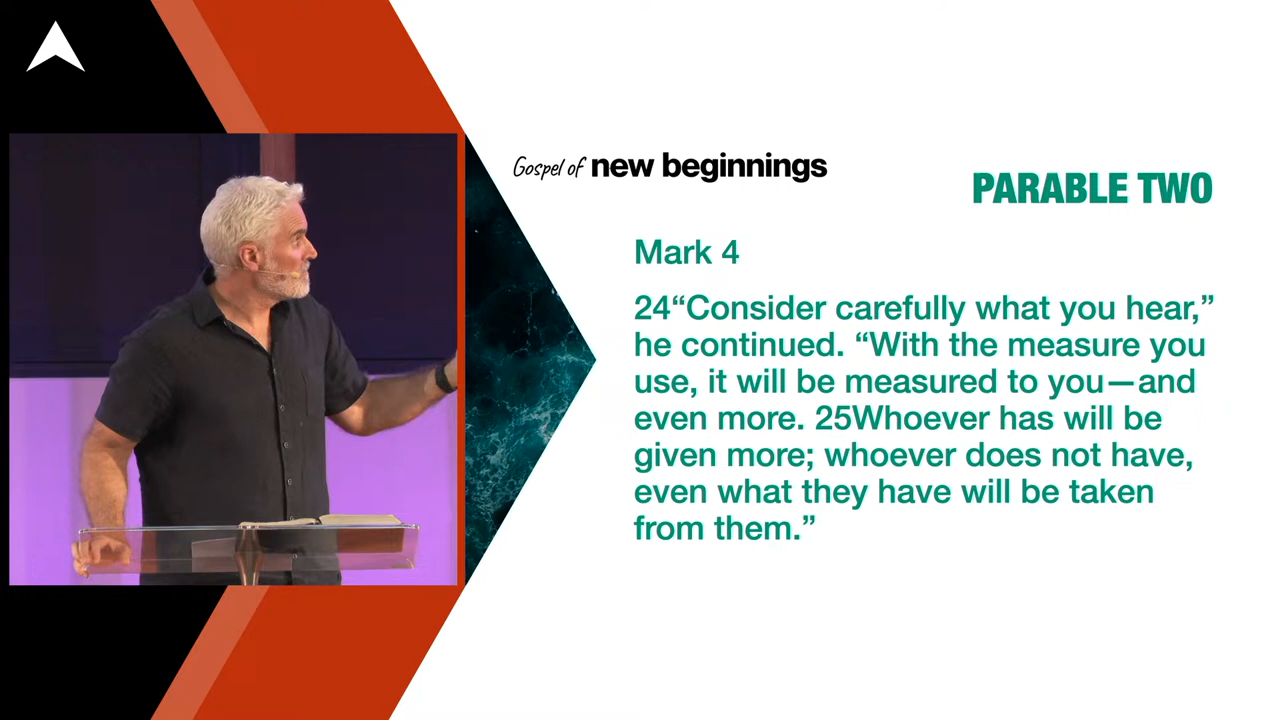 Gospel of new beginnings
PARABLE TWO
Mark 4
24“Consider carefully what you hear,”
he continued. “With the measure you
use, it will be measured to you—and
even more. 25Whoever has will be
given more; whoever does not have,
even what they have will be taken
from them.”